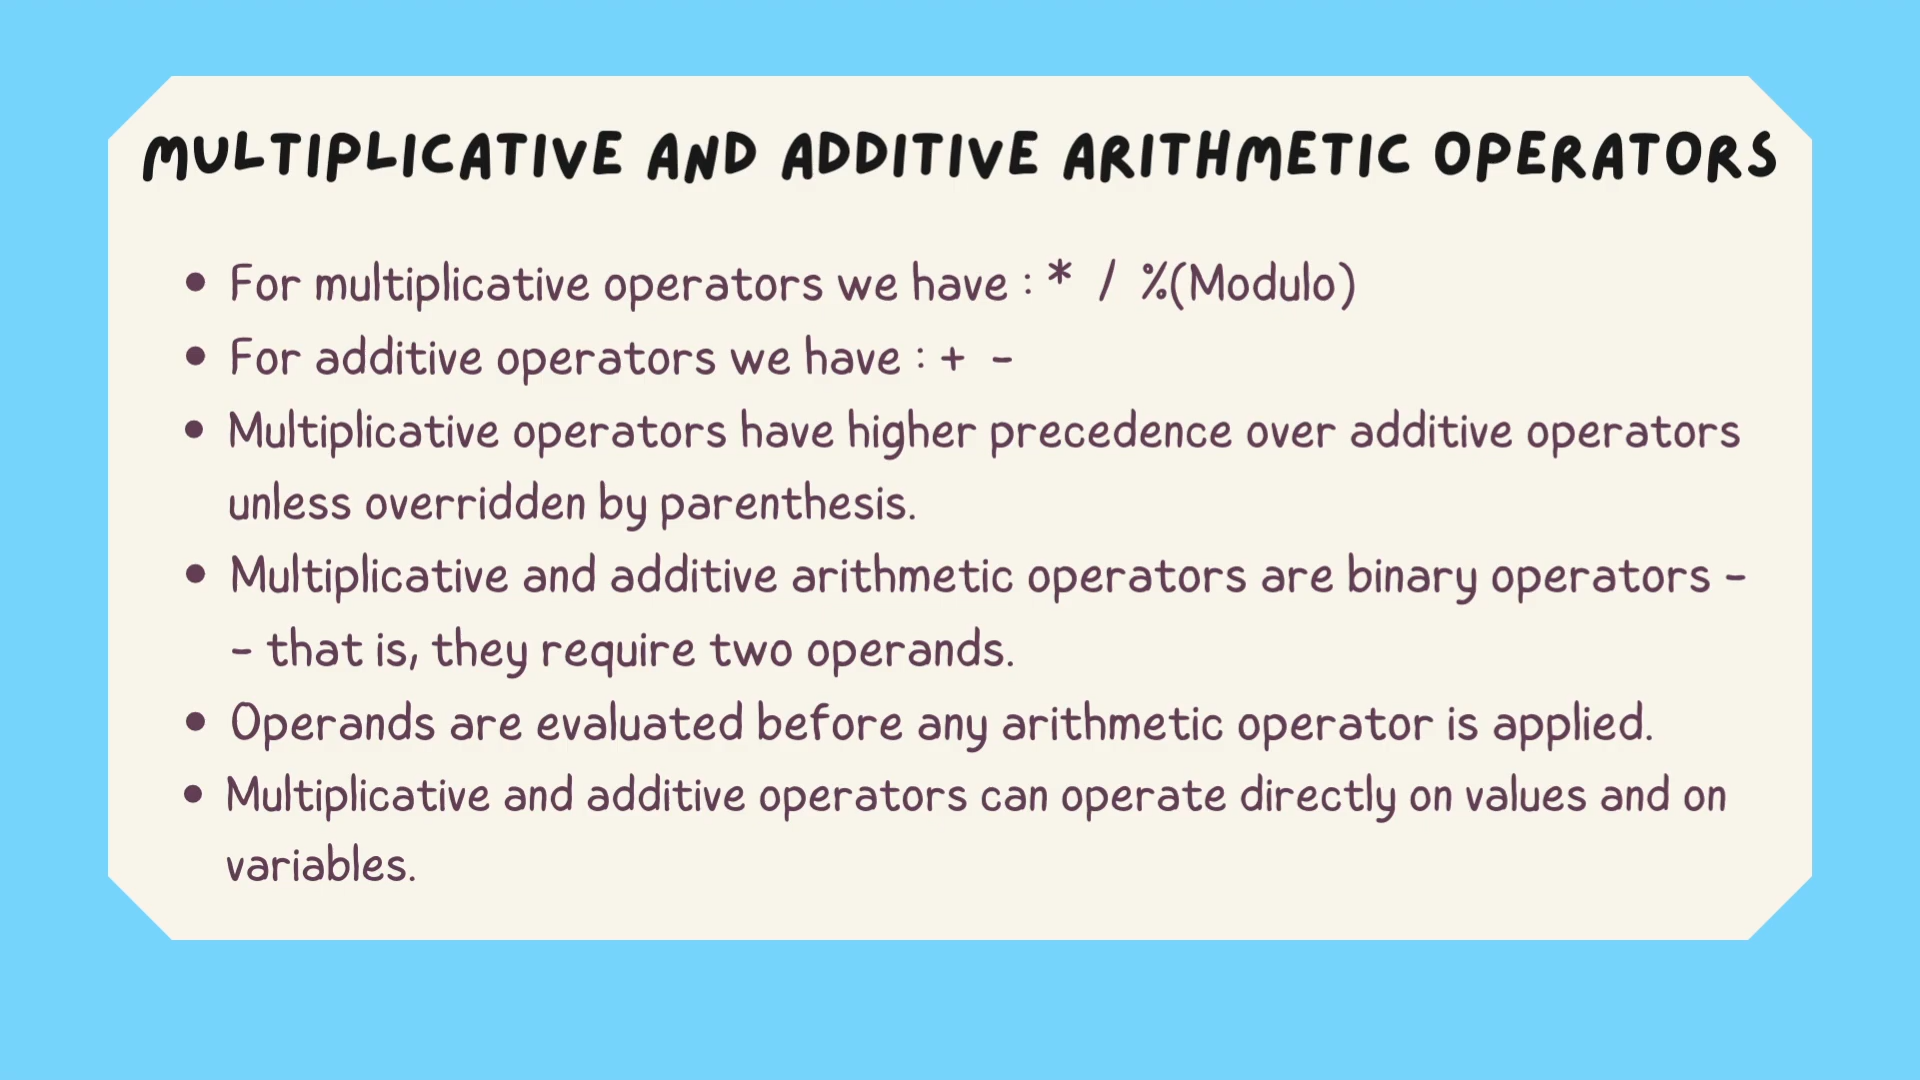 MULTIPLICATIVE AND ADDITIVE ARITHMETIC OPERATORS
• For multiplicative operators we have : * / %(Modulo)
• For additive operators we have : + -
• Multiplicative operators have higher precedence over additive operators
unless overridden by parenthesis.
• Multiplicative and additive arithmetic operators are binary operators -
- that is, they require two operands.
• Operands are evaluated before any arithmetic operator is applied.
• Multiplicative and additive operators can operate directly on values and on
variables.